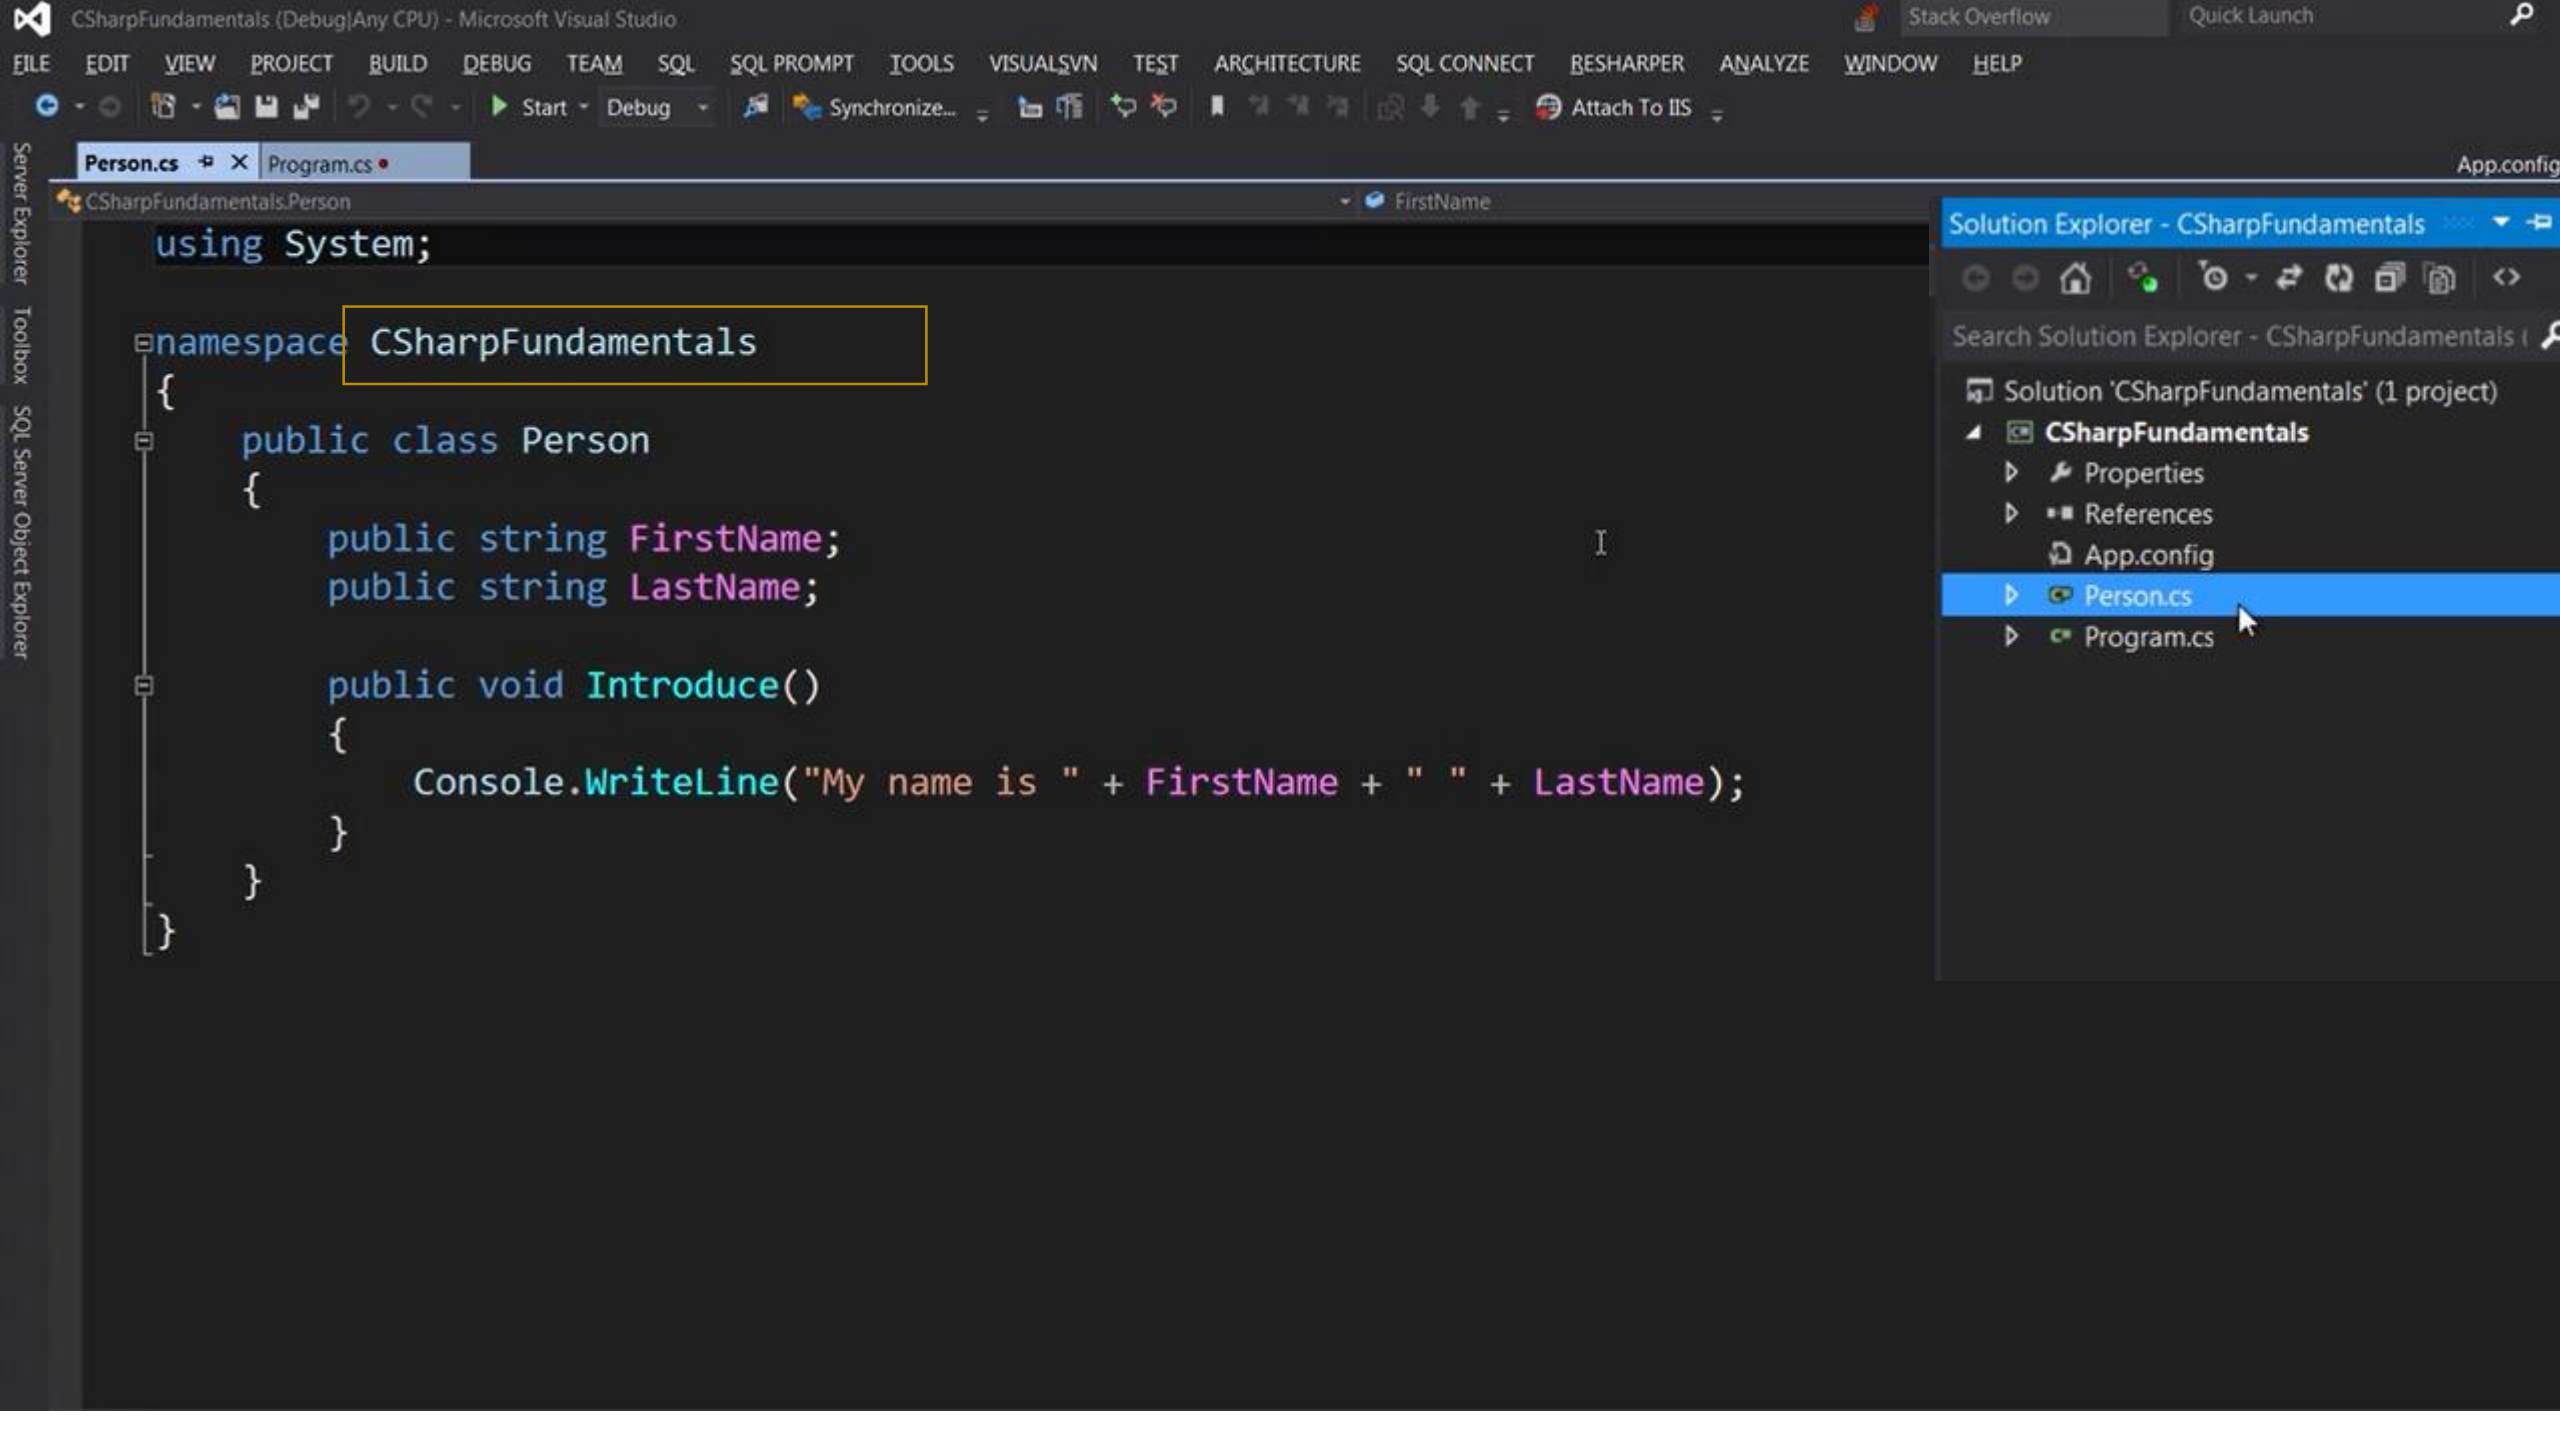 CSharpFundamentals (Debug|Any CPU) - Microsoft Visual Studio
Stack Overflow
Quick Launch
FILE EDIT VIEW PROJECT BUILD DEBUG TEAM SQL SQL PROMPT TOOLS VISUALSVN TEST ARCHITECTURE SQL CONNECT RESHARPER ANALYZE WINDOW HELP
Start Debug Synchronize... Attach To IIS
Server Explorer
Toolbox
SQL Server Object Explorer
Person.cs Program.cs
App.config
CSharpFundamentals.Person FirstName
using System;
namespace CSharpFundamentals
{
public class Person
{
public string FirstName;
public string LastName;
public void Introduce()
{
Console.WriteLine("My name is " + FirstName + " " + LastName);
}
}
}
Solution Explorer - CSharpFundamentals
Search Solution Explorer - CSharpFundamentals (
Solution 'CSharpFundamentals' (1 project)
CSharpFundamentals
Properties
References
App.config
Person.cs
Program.cs